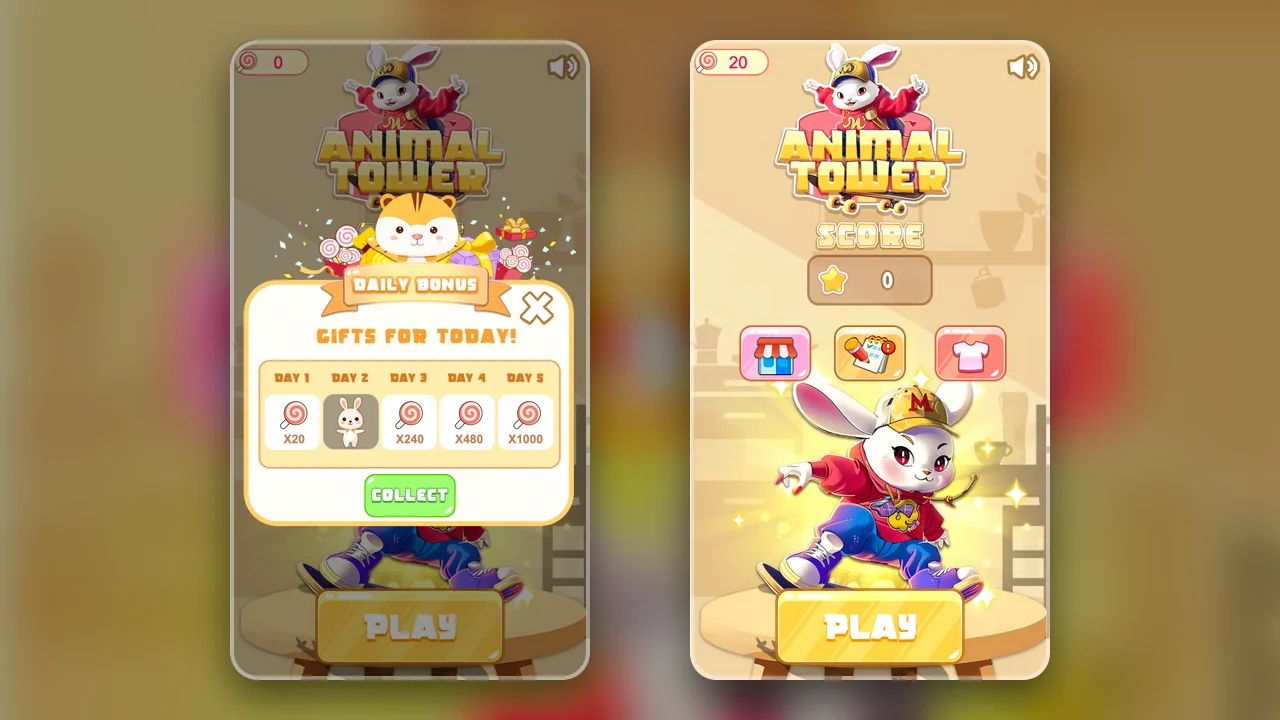 0
ANIMAL
TOWER
DAILY BONUS
GIFTS FOR TODAY!
DAY 1 DAY 2 DAY 3 DAY 4 DAY 5
X20 X240 X480 X1000
COLLECT
PLAY
20
M
ANIMAL
TOWER
SCORE
0
M
PLAY